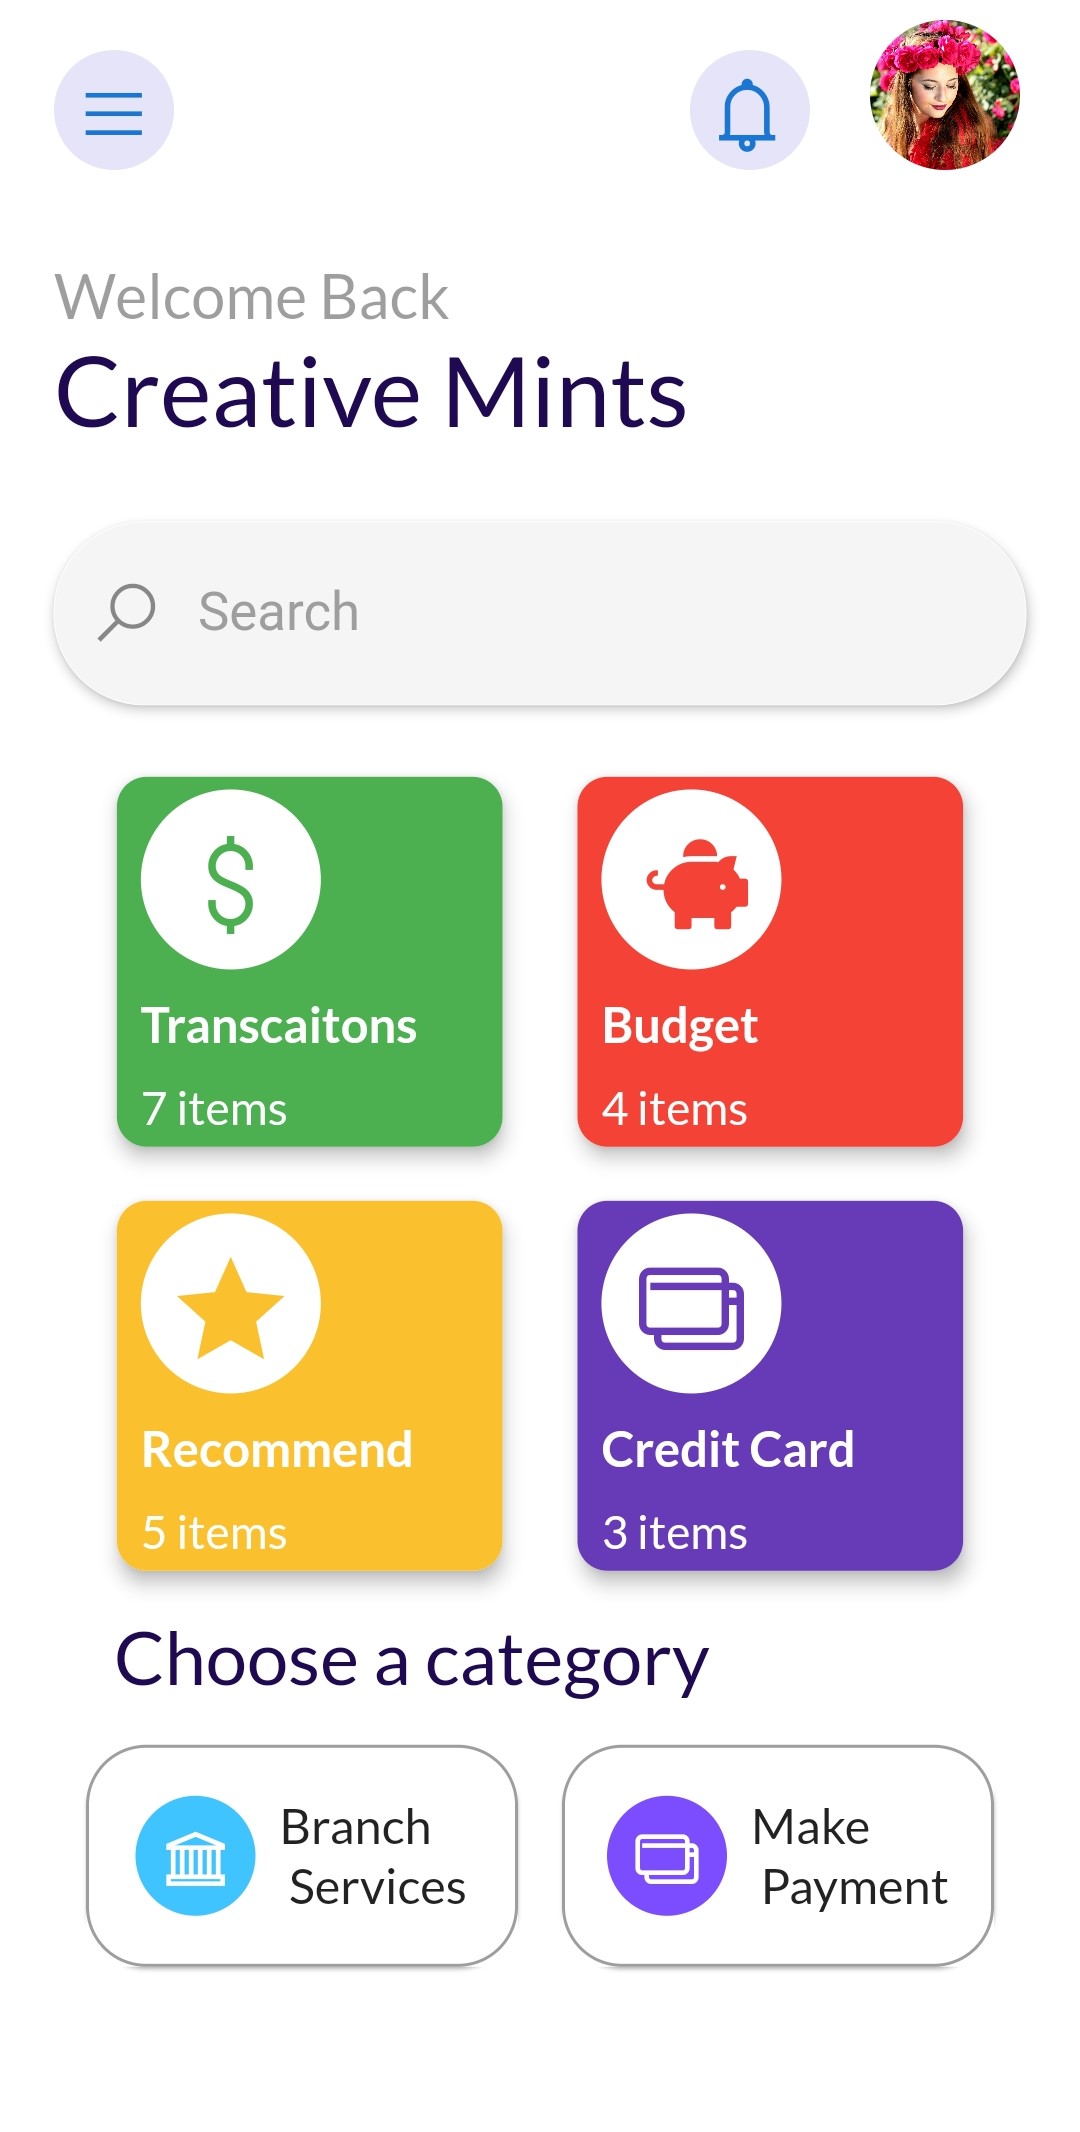 Welcome Back
Creative Mints
Search
Transcaitons
7 items
Budget
4 items
Recommend
5 items
Credit Card
3 items
Choose a category
Branch
Services
Make
Payment